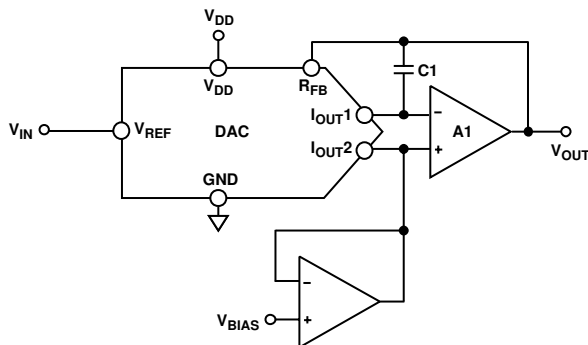 VDD
VDD
RFB
C1
VIN
VREF
DAC
IOUT1
−
A1
IOUT2
+
VOUT
GND
−
VBIAS
+